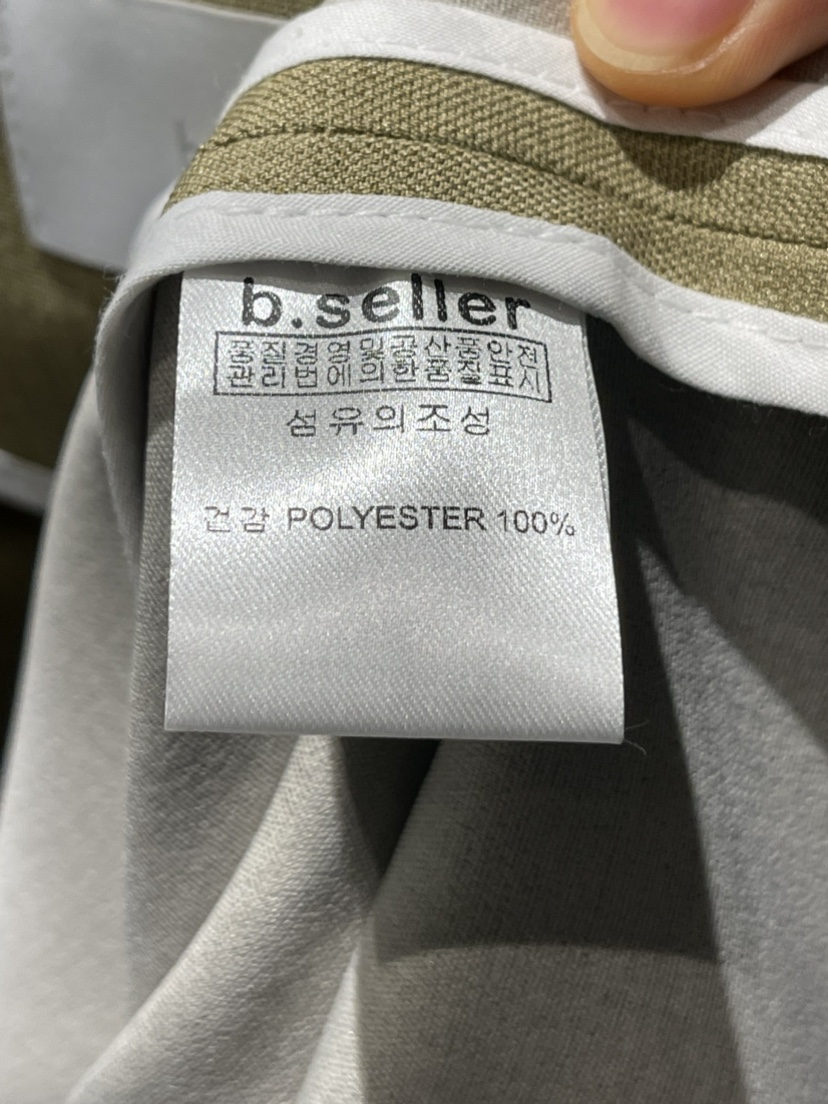 b.seller
품질경영및공산품안전
관리번에의한품질표시
섬유의조성
겉감 POLYESTER 100%